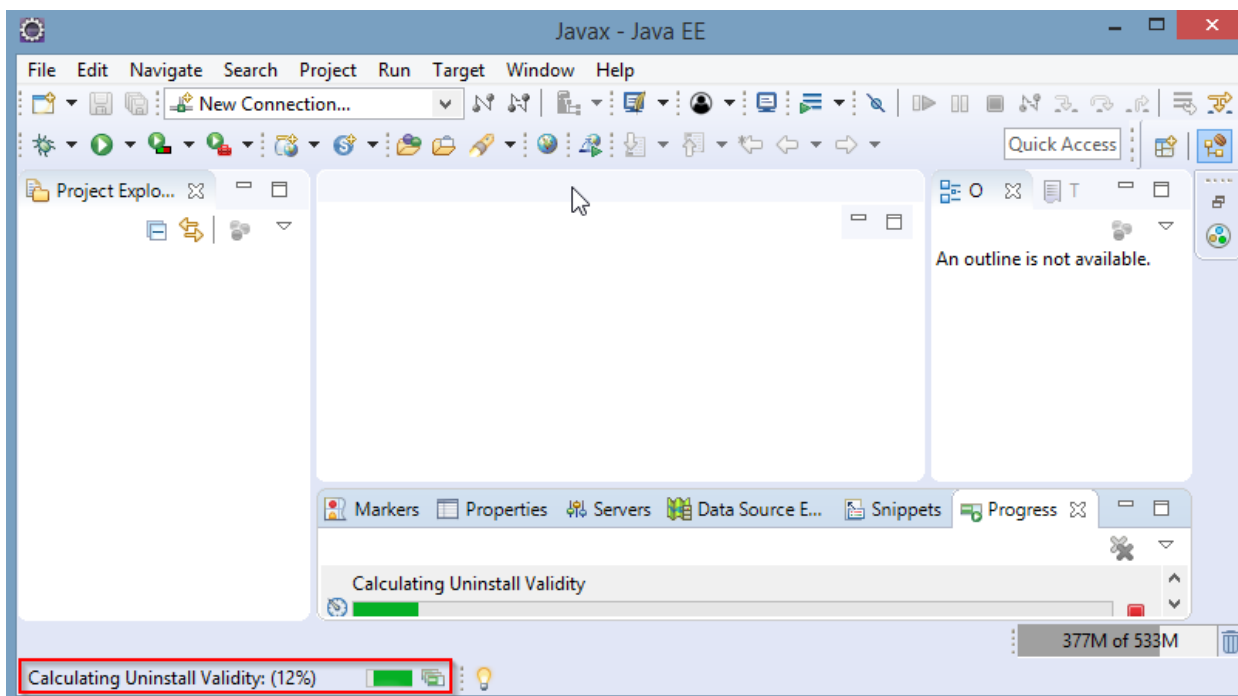 Javax - Java EE
File Edit Navigate Search Project Run Target Window Help
New Connection...
Quick Access
Project Explo...
O T
An outline is not available.
Markers Properties Servers Data Source E... Snippets Progress
Calculating Uninstall Validity
377M of 533M
Calculating Uninstall Validity: (12%)